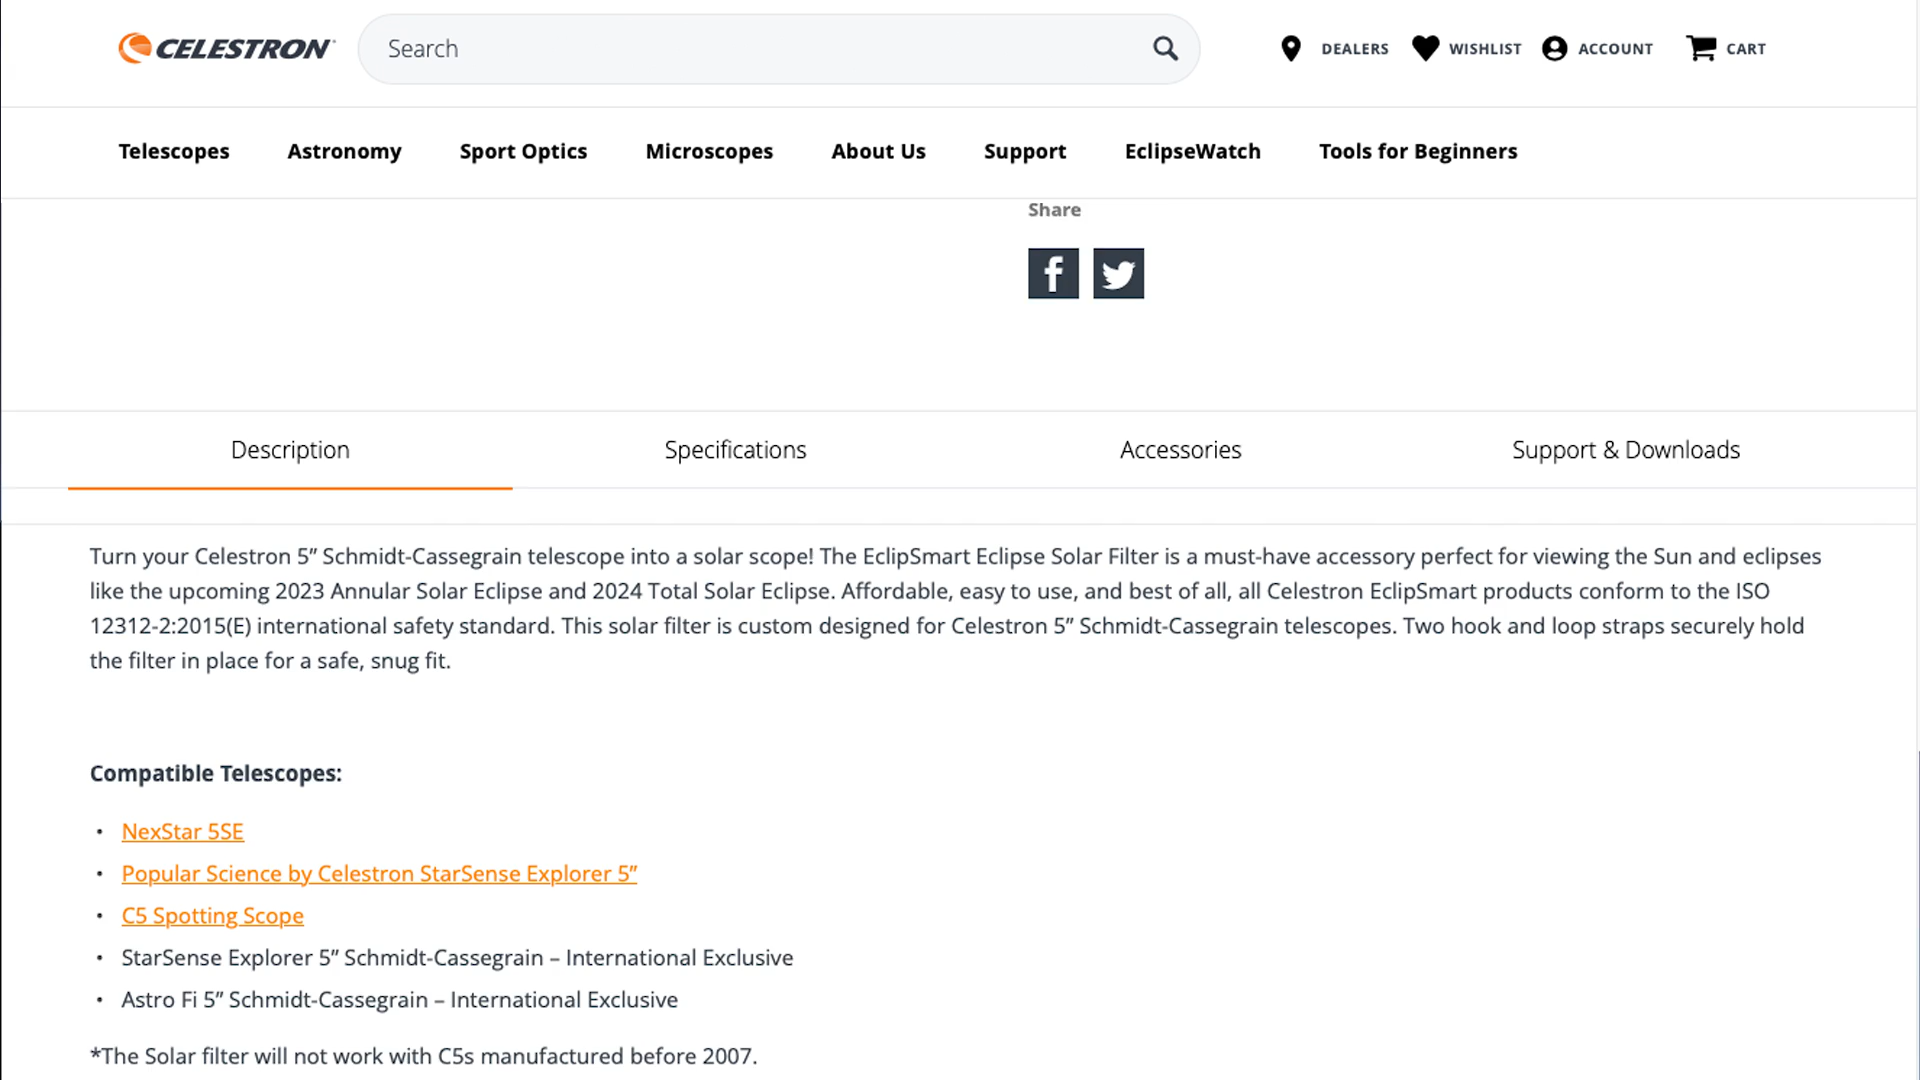 CELESTRON
Search
DEALERS
WISHLIST
ACCOUNT
CART
Telescopes
Astronomy
Sport Optics
Microscopes
About Us
Support
EclipseWatch
Tools for Beginners
Share
Description
Specifications
Accessories
Support & Downloads
Turn your Celestron 5” Schmidt-Cassegrain telescope into a solar scope! The EclipSmart Eclipse Solar Filter is a must-have accessory perfect for viewing the Sun and eclipses
like the upcoming 2023 Annular Solar Eclipse and 2024 Total Solar Eclipse. Affordable, easy to use, and best of all, all Celestron EclipSmart products conform to the ISO
12312-2:2015(E) international safety standard. This solar filter is custom designed for Celestron 5” Schmidt-Cassegrain telescopes. Two hook and loop straps securely hold
the filter in place for a safe, snug fit.
Compatible Telescopes:
• NexStar 5SE
• Popular Science by Celestron StarSense Explorer 5”
• C5 Spotting Scope
• StarSense Explorer 5” Schmidt-Cassegrain – International Exclusive
• Astro Fi 5” Schmidt-Cassegrain – International Exclusive
*The Solar filter will not work with C5s manufactured before 2007.